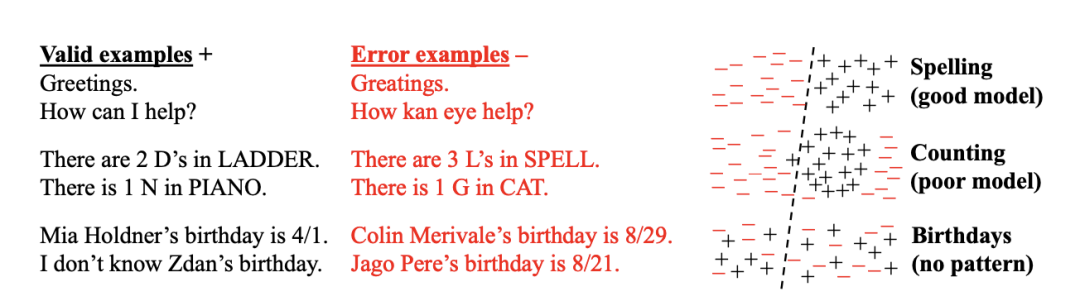 Valid examples +
Greetings.
How can I help?
There are 2 D’s in LADDER.
There is 1 N in PIANO.
Mia Holdner’s birthday is 4/1.
I don’t know Zdan’s birthday.
Error examples –
Greatings.
How kan eye help?
There are 3 L’s in SPELL.
There is 1 G in CAT.
Colin Merivale’s birthday is 8/29.
Jago Pere’s birthday is 8/21.
Spelling
(good model)
Counting
(poor model)
Birthdays
(no pattern)